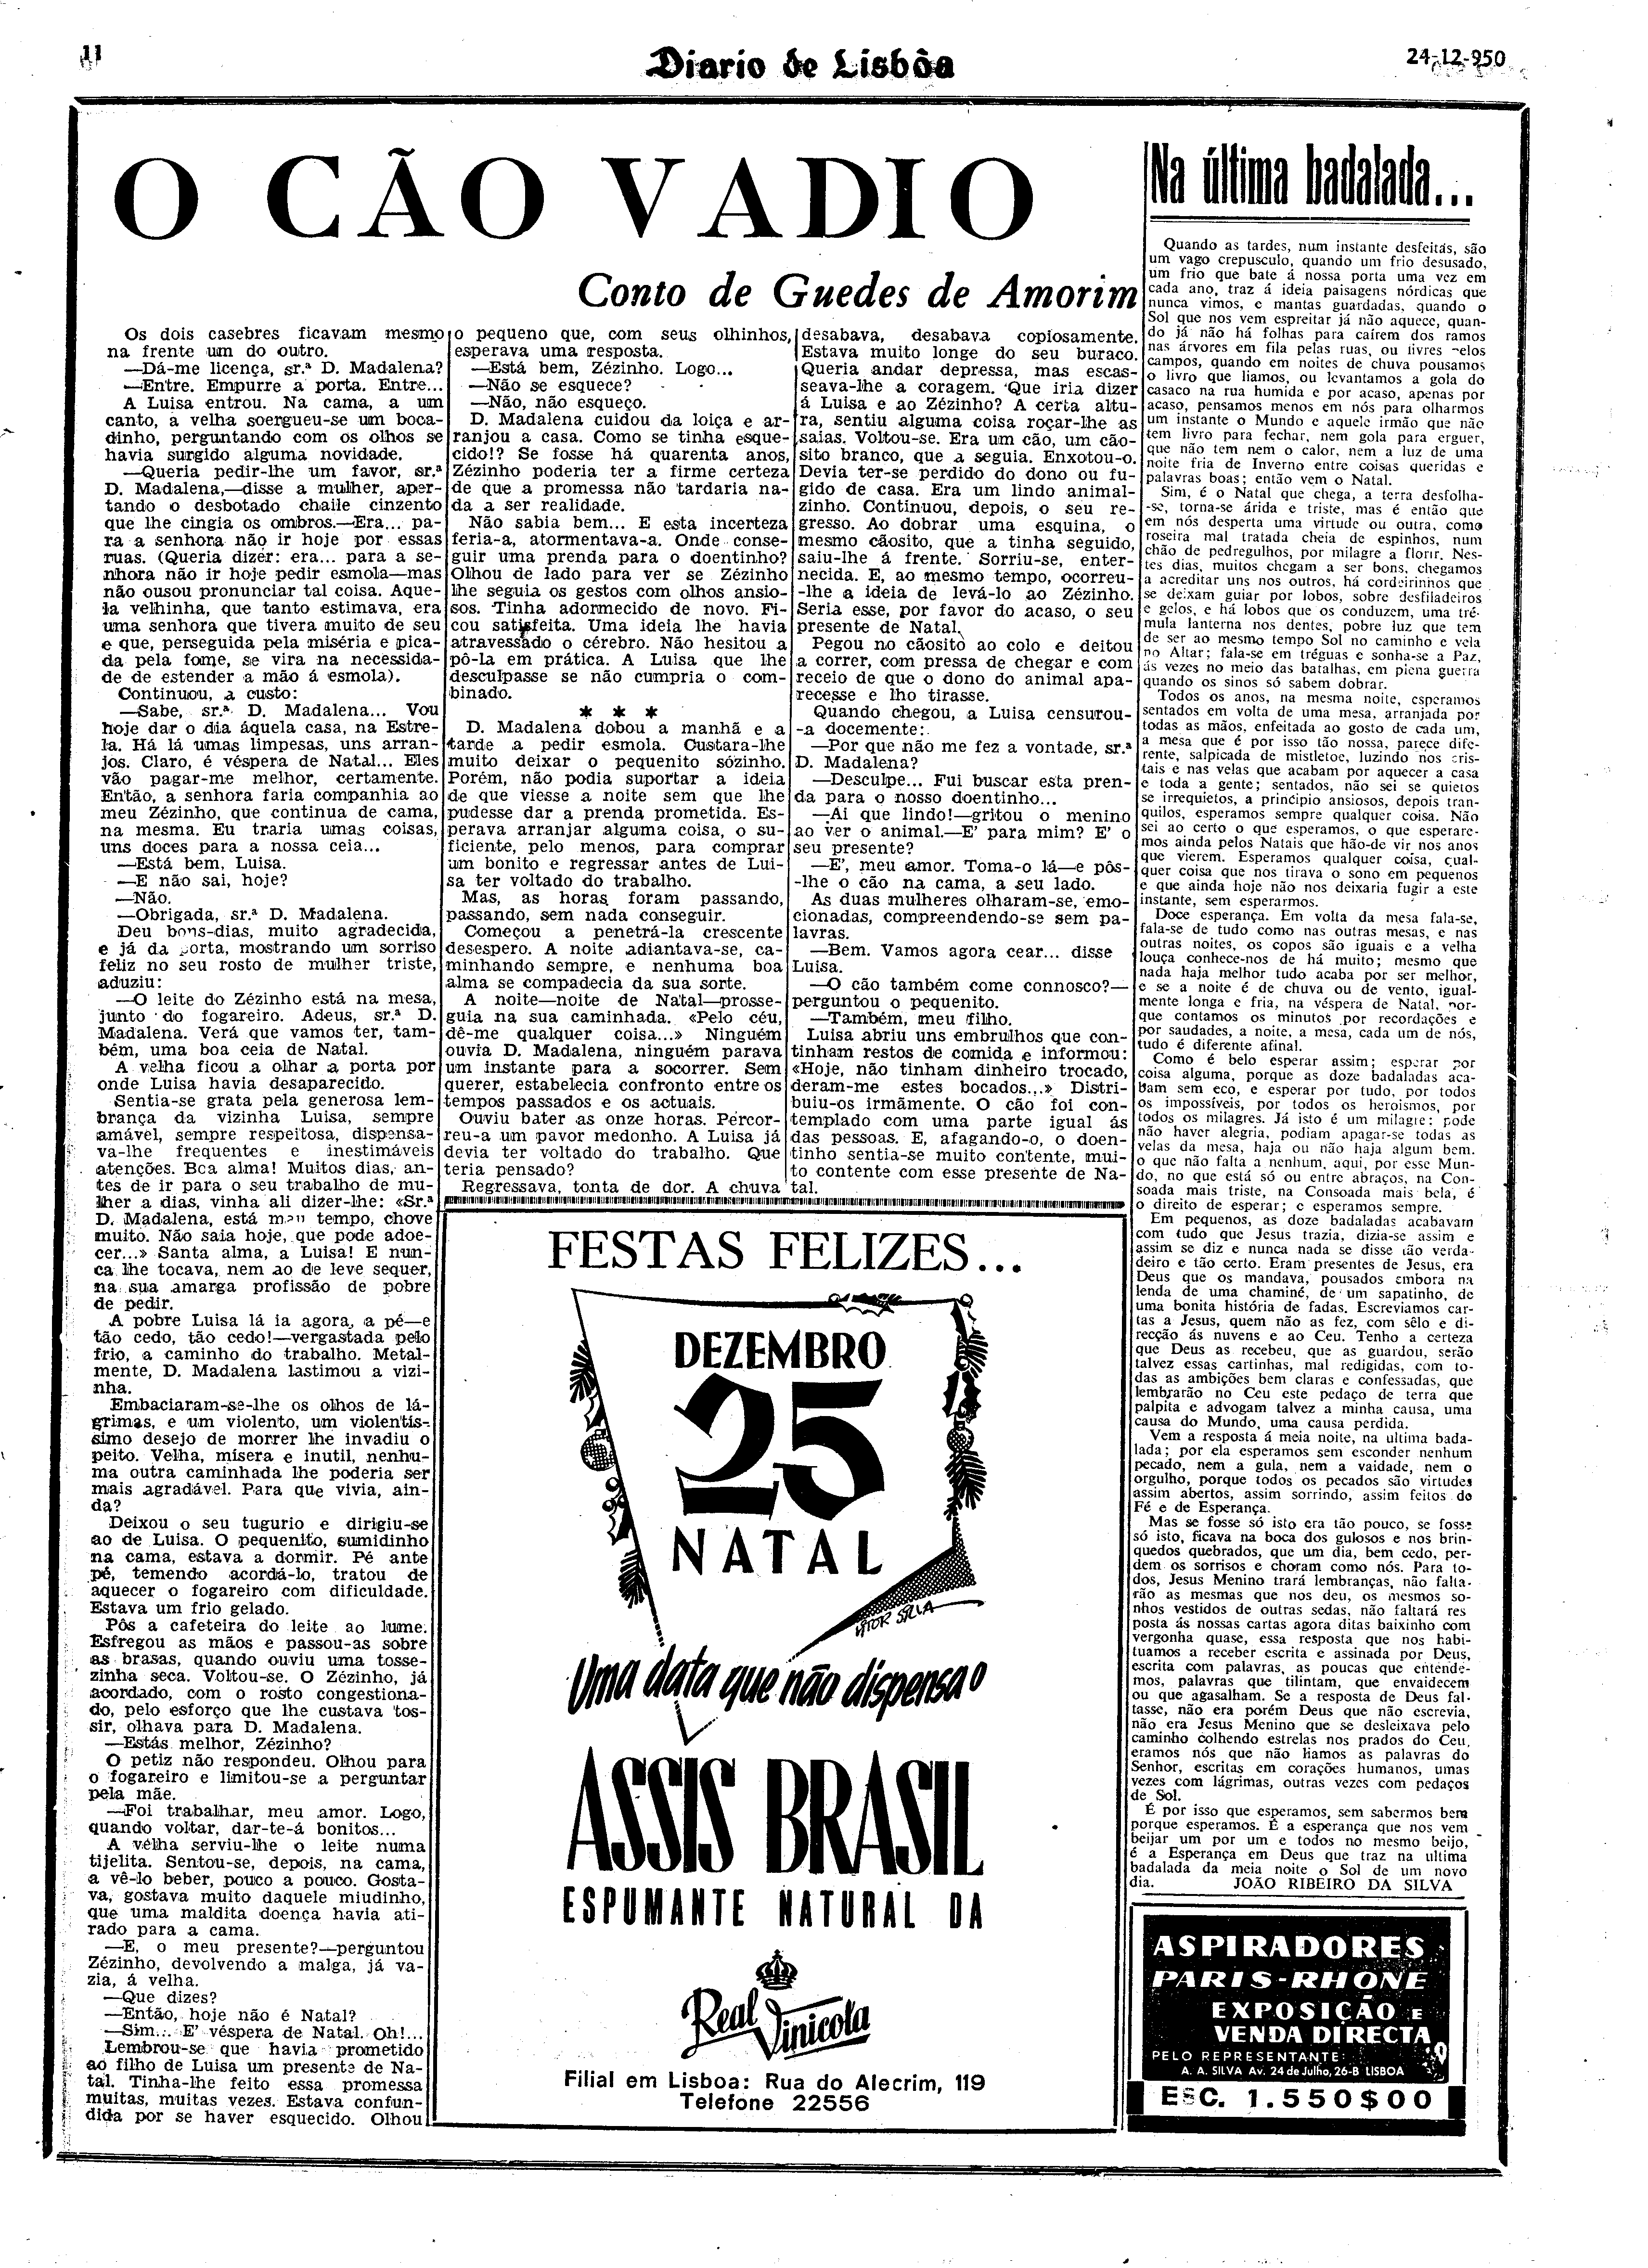 11
Diario de Lisbôa
24-12-950
O CÃO VADIO
Conto de Guedes de Amorim
Os dois casebres ficavam mesmo
na frente um do outro.
—Dá-me licença, sr.ª D. Madalena?
—Entre. Empurre a porta. Entre...
A Luisa entrou. Na cama, a um
canto, a velha soergueu-se um boca-
dinho, perguntando com os olhos se
havia surgido alguma novidade.
—Queria pedir-lhe um favor, sr.ª
D. Madalena,—disse a mulher, aper-
tando o desbotado chaile cinzento
que lhe cingia os ombros.—Era... pa-
ra a senhora não ir hoje por essas
ruas. (Queria dizer: era... para a se-
nhora não ir hoje pedir esmola—mas
não ousou pronunciar tal coisa. Aque-
la velhinha, que tanto estimava, era
uma senhora que tivera muito de seu
e que, perseguida pela miséria e pica-
da pela fome, se vira na necessida-
de de estender a mão á esmola).
Continuou, a custo:
—Sabe, sr.ª D. Madalena... Vou
hoje dar o dia áquela casa, na Estre-
la. Há lá umas limpesas, uns arran-
jos. Claro, é véspera de Natal... Eles
vão pagar-me melhor, certamente.
Então, a senhora faria companhia ao
meu Zézinho, que continua de cama,
na mesma. Eu traria umas coisas,
uns doces para a nossa ceia...
—Está bem, Luisa.
—E não sai, hoje?
—Não.
—Obrigada, sr.ª D. Madalena.
Deu bons-dias, muito agradecida,
e já da porta, mostrando um sorriso
feliz no seu rosto de mulher triste,
aduziu:
—O leite do Zézinho está na mesa,
junto do fogareiro. Adeus, sr.ª D.
Madalena. Verá que vamos ter, tam-
bém, uma boa ceia de Natal.
A velha ficou a olhar a porta por
onde Luisa havia desaparecido.
Sentia-se grata pela generosa lem-
brança da vizinha Luisa, sempre
amável, sempre respeitosa, dispensa-
va-lhe frequentes e inestimáveis
atenções. Boa alma! Muitos dias, an-
tes de ir para o seu trabalho de mu-
lher a dias, vinha ali dizer-lhe: «Sr.ª
D. Madalena, está mau tempo, chove
muito. Não saia hoje, que pode adoe-
cer...» Santa alma, a Luisa! E nun-
ca lhe tocava, nem ao de leve sequer,
na sua amarga profissão de pobre
de pedir.
A pobre Luisa lá ia agora, a pé—e
tão cedo, tão cedo!—vergastada pelo
frio, a caminho do trabalho. Metal-
mente, D. Madalena lastimou a vizi-
nha.
Embaciaram-se-lhe os olhos de lá-
grimas, e um violento, um violentis-
simo desejo de morrer lhe invadiu o
peito. Velha, misera e inutil, nenhu-
ma outra caminhada lhe poderia ser
mais agradável. Para que vivia, ain-
da?
Deixou o seu tugurio e dirigiu-se
ao de Luisa. O pequenito, sumidinho
na cama, estava a dormir. Pé ante
pé, temendo acordá-lo, tratou de
aquecer o fogareiro com dificuldade.
Estava um frio gelado.
Pôs a cafeteira do leite ao lume.
Esfregou as mãos e passou-as sobre
as brasas, quando ouviu uma tosse-
zinha seca. Voltou-se. O Zézinho, já
acordado, com o rosto congestiona-
do, pelo esforço que lhe custava tos-
sir, olhava para D. Madalena.
—Estás melhor, Zézinho?
O petiz não respondeu. Olhou para
o fogareiro e limitou-se a perguntar
pela mãe.
—Foi trabalhar, meu amor. Logo,
quando voltar, dar-te-á bonitos...
A velha serviu-lhe o leite numa
tijelita. Sentou-se, depois, na cama,
a vê-lo beber, pouco a pouco. Gosta-
va, gostava muito daquele miudinho,
que uma maldita doença havia ati-
rado para a cama.
—E, o meu presente?—perguntou
Zézinho, devolvendo a malga, já va-
zia, á velha.
—Que dizes?
—Então, hoje não é Natal?
—Sim... E' véspera de Natal. Oh!...
Lembrou-se que havia prometido
ao filho de Luisa um presente de Na-
tal. Tinha-lhe feito essa promessa
muitas, muitas vezes. Estava confun-
dida por se haver esquecido. Olhou
o pequeno que, com seus olhinhos,
esperava uma resposta.
—Está bem, Zézinho. Logo...
—Não se esquece?
—Não, não esqueço.
D. Madalena cuidou da loiça e ar-
ranjou a casa. Como se tinha esque-
cido!? Se fosse há quarenta anos,
Zézinho poderia ter a firme certeza
de que a promessa não tardaria na-
da a ser realidade.
Não sabia bem... E esta incerteza
feria-a, atormentava-a. Onde conse-
guir uma prenda para o doentinho?
Olhou de lado para ver se Zézinho
lhe seguia os gestos com olhos ansio-
sos. Tinha adormecido de novo. Fi-
cou satisfeita. Uma ideia lhe havia
atravessado o cérebro. Não hesitou a
pô-la em prática. A Luisa que lhe
desculpasse se não cumpria o com-
binado.
* * *
D. Madalena dobou a manhã e a
tarde a pedir esmola. Custara-lhe
muito deixar o pequenito sózinho.
Porém, não podia suportar a ideia
de que viesse a noite sem que lhe
pudesse dar a prenda prometida. Es-
perava arranjar alguma coisa, o su-
ficiente, pelo menos, para comprar
um bonito e regressar antes de Lui-
sa ter voltado do trabalho.
Mas, as horas foram passando,
passando, sem nada conseguir.
Começou a penetrá-la crescente
desespero. A noite adiantava-se, ca-
minhando sempre, e nenhuma boa
alma se compadecia da sua sorte.
A noite—noite de Natal—prosse-
guia na sua caminhada. «Pelo céu,
dê-me qualquer coisa...» Ninguém
ouvia D. Madalena, ninguém parava
um instante para a socorrer. Sem
querer, estabelecia confronto entre os
tempos passados e os actuais.
Ouviu bater as onze horas. Percor-
reu-a um pavor medonho. A Luisa já
devia ter voltado do trabalho. Que
teria pensado?
Regressava, tonta de dor. A chuva
desabava, desabava copiosamente.
Estava muito longe do seu buraco.
Queria andar depressa, mas escas-
seava-lhe a coragem. Que iria dizer
á Luisa e ao Zézinho? A certa altu-
ra, sentiu alguma coisa roçar-lhe as
saias. Voltou-se. Era um cão, um cão-
sito branco, que a seguia. Enxotou-o.
Devia ter-se perdido do dono ou fu-
gido de casa. Era um lindo animal-
zinho. Continuou, depois, o seu re-
gresso. Ao dobrar uma esquina, o
mesmo cãosito, que a tinha seguido,
saiu-lhe á frente. Sorriu-se, enter-
necida. E, ao mesmo tempo, ocorreu-
-lhe a ideia de levá-lo ao Zézinho.
Seria esse, por favor do acaso, o seu
presente de Natal.
Pegou no cãosito ao colo e deitou
a correr, com pressa de chegar e com
receio de que o dono do animal apa-
recesse e lho tirasse.
Quando chegou, a Luisa censurou-
-a docemente:
—Por que não me fez a vontade, sr.ª
D. Madalena?
—Desculpe... Fui buscar esta pren-
da para o nosso doentinho...
—Ai que lindo!—gritou o menino
ao ver o animal.—E' para mim? E' o
seu presente?
—E', meu amor. Toma-o lá—e pôs-
-lhe o cão na cama, a seu lado.
As duas mulheres olharam-se, emo-
cionadas, compreendendo-se sem pa-
lavras.
—Bem. Vamos agora cear... disse
Luisa.
—O cão também come connosco?—
perguntou o pequenito.
—Também, meu filho.
Luisa abriu uns embrulhos que con-
tinham restos de comida e informou:
«Hoje, não tinham dinheiro trocado,
deram-me estes bocados...» Distri-
buiu-os irmãmente. O cão foi con-
templado com uma parte igual ás
das pessoas. E, afagando-o, o doen-
tinho sentia-se muito contente, mui-
to contente com esse presente de Na-
tal.
FESTAS FELIZES...
DEZEMBRO
25
NATAL
VITOR SILVA
Uma data que não dispensa o
ASSIS BRASIL
ESPUMANTE NATURAL DA
Real Vinicola
Filial em Lisboa: Rua do Alecrim, 119
Telefone 22556
Na última badalada...
Quando as tardes, num instante desfeitas, são
um vago crepusculo, quando um frio desusado,
um frio que bate á nossa porta uma vez em
cada ano, traz á ideia paisagens nórdicas que
nunca vimos, e mantas guardadas, quando o
Sol que nos vem espreitar já não aquece, quan-
do já não há folhas para caírem dos ramos
nas árvores em fila pelas ruas, ou livres pelos
campos, quando em noites de chuva pousamos
o livro que liamos, ou levantamos a gola do
casaco na rua humida e por acaso, apenas por
acaso, pensamos menos em nós para olharmos
um instante o Mundo e aquele irmão que não
tem livro para fechar, nem gola para erguer,
que não tem nem o calor, nem a luz de uma
noite fria de Inverno entre coisas queridas e
palavras boas; então vem o Natal.
Sim, é o Natal que chega, a terra desfolha-
-se, torna-se árida e triste, mas é então que
em nós desperta uma virtude ou outra, como
roseira mal tratada cheia de espinhos, num
chão de pedregulhos, por milagre a florir. Nes-
tes dias, muitos chegam a ser bons, chegamos
a acreditar uns nos outros, há cordeirinhos que
se deixam guiar por lobos, sobre desfiladeiros
e gelos, e há lobos que os conduzem, uma tré-
mula lanterna nos dentes, pobre luz que tem
de ser ao mesmo tempo Sol no caminho e vela
no Altar; fala-se em tréguas e sonha-se a Paz,
ás vezes no meio das batalhas, em plena guerra
quando os sinos só sabem dobrar.
Todos os anos, na mesma noite, esperamos
sentados em volta de uma mesa, arranjada por
todas as mãos, enfeitada ao gosto de cada um,
a mesa que é por isso tão nossa, parece dife-
rente, salpicada de mistletoe, luzindo nos cris-
tais e nas velas que acabam por aquecer a casa
e toda a gente; sentados, não sei se quietos
se irrequietos, a principio ansiosos, depois tran-
quilos, esperamos sempre qualquer coisa. Não
sei ao certo o que esperamos, o que esperare-
mos ainda pelos Natais que hão-de vir nos anos
que vierem. Esperamos qualquer coisa, qual-
quer coisa que nos tirava o sono em pequenos
e que ainda hoje não nos deixaria fugir a este
instante, sem esperarmos.
Doce esperança. Em volta da mesa fala-se,
fala-se de tudo como nas outras mesas, e nas
outras noites, os copos são iguais e a velha
louça conhece-nos de há muito; mesmo que
nada haja melhor tudo acaba por ser melhor,
e se a noite é de chuva ou de vento, igual-
mente longa e fria, na véspera de Natal, por-
que contamos os minutos por recordações e
por saudades, a noite, a mesa, cada um de nós,
tudo é diferente afinal.
Como é belo esperar assim; esperar por
coisa alguma, porque as doze badaladas aca-
bam sem eco, e esperar por tudo, por todos
os impossíveis, por todos os heroismos, por
todos os milagres. Já isto é um milagre: pode
não haver alegria, podiam apagar-se todas as
velas da mesa, haja ou não haja algum bem.
o que não falta a nenhum, aqui, por esse Mun-
do, no que está só ou entre abraços, na Con-
soada mais triste, na Consoada mais bela, é
o direito de esperar; e esperamos sempre.
Em pequenos, as doze badaladas acabavam
com tudo que Jesus trazia, dizia-se assim e
assim se diz e nunca nada se disse tão verda-
deiro e tão certo. Eram presentes de Jesus, era
Deus que os mandava, pousados embora na
lenda de uma chaminé, de um sapatinho, de
uma bonita história de fadas. Escreviamos car-
tas a Jesus, quem não as fez, com sêlo e di-
recção ás nuvens e ao Ceu. Tenho a certeza
que Deus as recebeu, que as guardou, serão
talvez essas cartinhas, mal redigidas, com to-
das as ambições bem claras e confessadas, que
lembrarão no Ceu este pedaço de terra que
palpita e advogam talvez a minha causa, uma
causa do Mundo, uma causa perdida.
Vem a resposta á meia noite, na ultima bada-
lada; por ela esperamos sem esconder nenhum
pecado, nem a gula, nem a vaidade, nem o
orgulho, porque todos os pecados são virtudes
assim abertos, assim sorrindo, assim feitos do
Fé e de Esperança.
Mas se fosse só isto era tão pouco, se fosse
só isto, ficava na boca dos gulosos e nos brin-
quedos quebrados, que um dia, bem cedo, per-
dem os sorrisos e choram como nós. Para to-
dos, Jesus Menino trará lembranças, não falta-
rão as mesmas que nos deu, os mesmos so-
nhos vestidos de outras sedas, não faltará res
posta ás nossas cartas agora ditas baixinho com
vergonha quase, essa resposta que nos habi-
tuamos a receber escrita e assinada por Deus,
escrita com palavras, as poucas que entende-
mos, palavras que tilintam, que envaidecem
ou que agasalham. Se a resposta de Deus fal-
tasse, não era porém Deus que não escrevia,
não era Jesus Menino que se desleixava pelo
caminho colhendo estrelas nos prados do Ceu,
eramos nós que não liamos as palavras do
Senhor, escritas em corações humanos, umas
vezes com lágrimas, outras vezes com pedaços
de Sol.
É por isso que esperamos, sem sabermos bem
porque esperamos. É a esperança que nos vem
beijar um por um e todos no mesmo beijo,
é a Esperança em Deus que traz na ultima
badalada da meia noite o Sol de um novo
dia. JOÃO RIBEIRO DA SILVA
ASPIRADORES
PARIS-RHONE
EXPOSIÇÃO E
VENDA DIRECTA
PELO REPRESENTANTE:
A. A. SILVA Av. 24 de Julho, 26-B LISBOA
ESC. 1.550$00